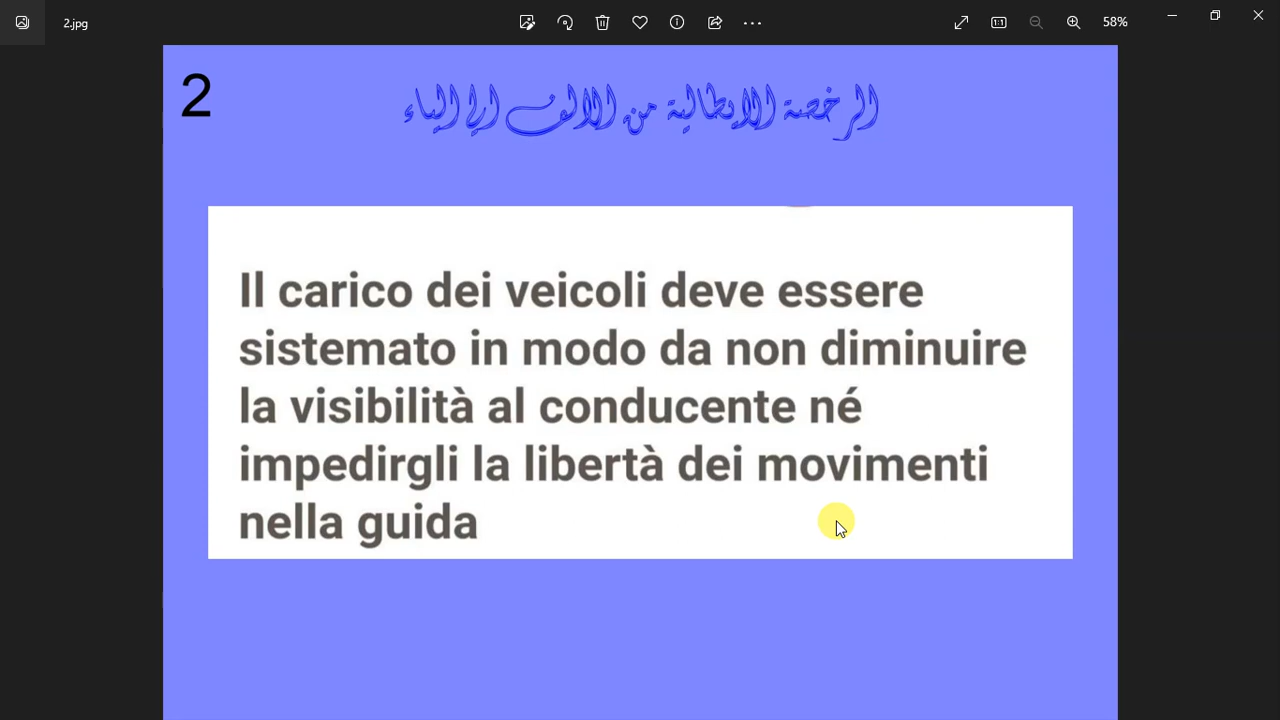 2.jpg
58%
2
الرخصة الايطالية من الالف الى الياء
Il carico dei veicoli deve essere
sistemato in modo da non diminuire
la visibilità al conducente né
impedirgli la libertà dei movimenti
nella guida